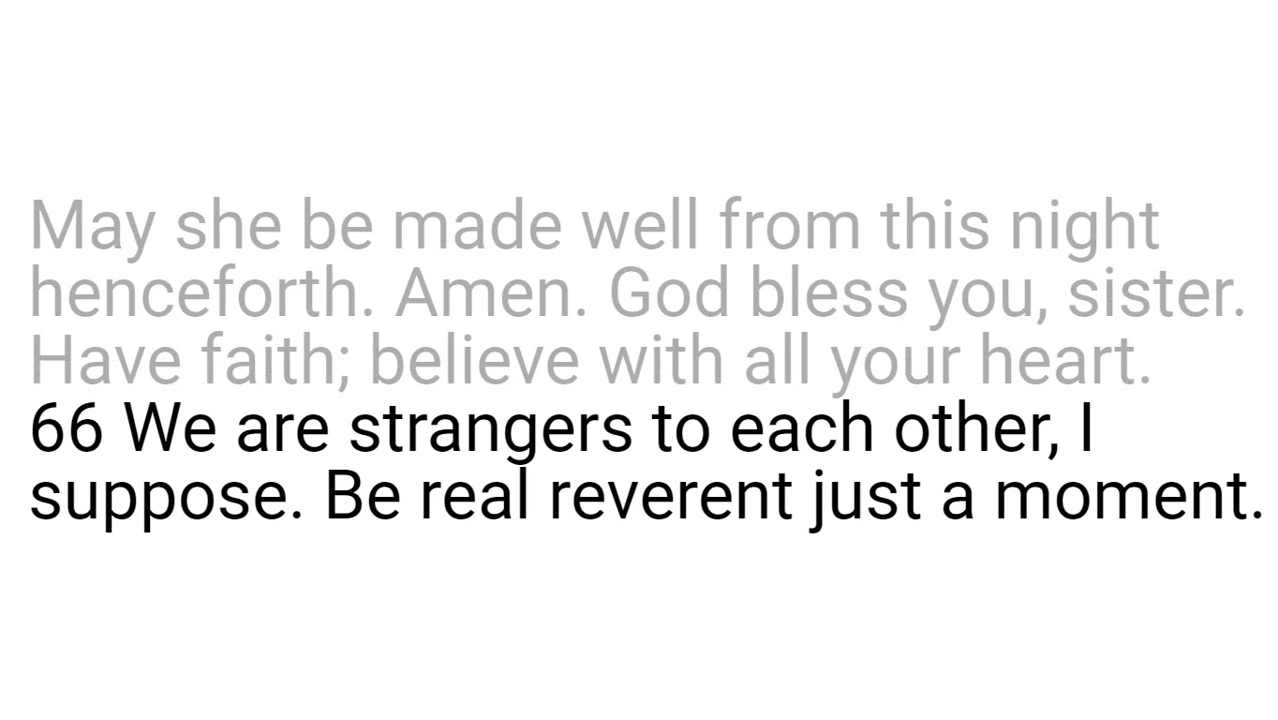 May she be made well from this night
henceforth. Amen. God bless you, sister.
Have faith; believe with all your heart.
66 We are strangers to each other, I
suppose. Be real reverent just a moment.